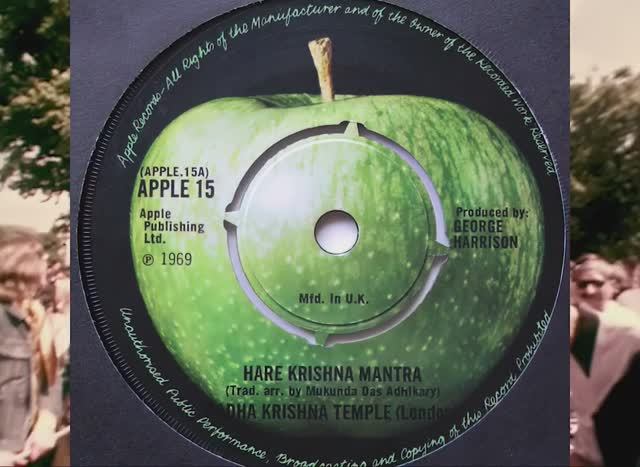 Apple Records–All Rights of the Manufacturer and of the Owner of the Recorded Work Reserved
(APPLE.15A)
APPLE 15
Apple
Publishing
Ltd.
℗ 1969
Produced by:
GEORGE
HARRISON
Mfd. In U.K.
HARE KRISHNA MANTRA
(Trad. arr. by Mukunda Das Adhikary)
DHA KRISHNA TEMPLE (Londo
Unauthorised Public Performance, Broadcasting and Copying of this Record Prohibited